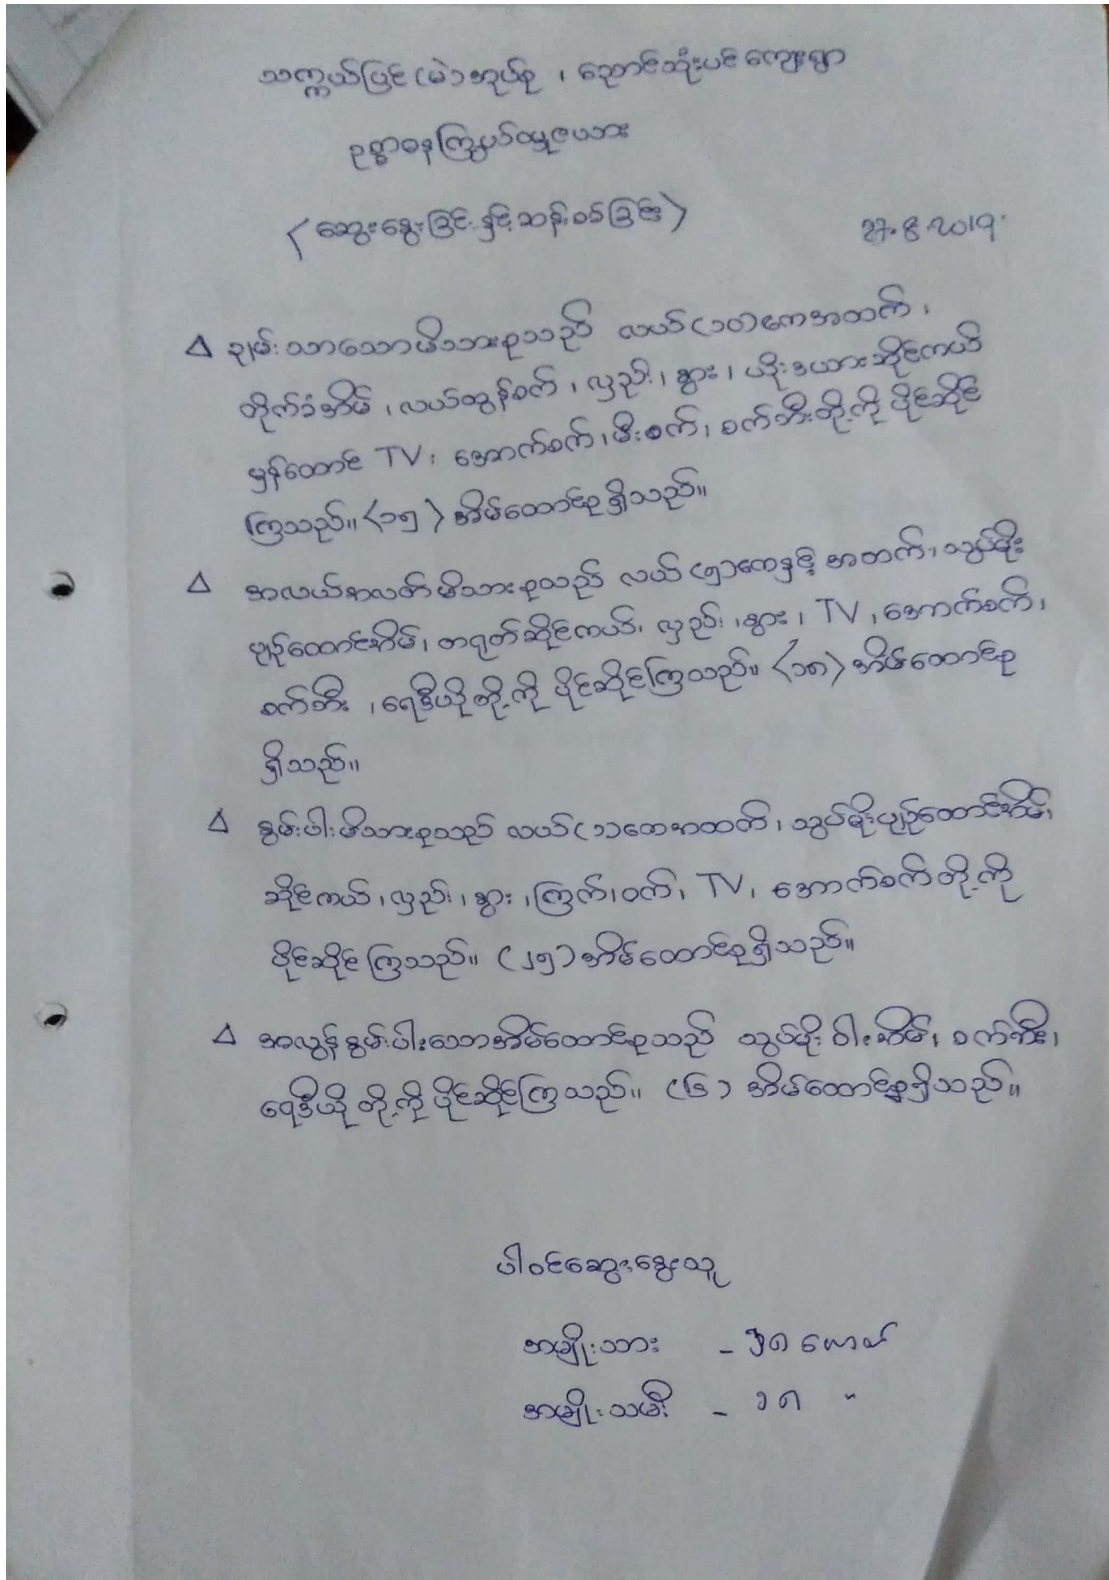 သက္ကယ်ပြင် (မဲ) အုပ်စု ၊ ညောင်သုံးပင်ကျေးရွာ
ဥစ္စာဓနကြွယ်ဝမှုဇယား
(ဆွေးနွေးခြင်းနှင့်ဆန်းစစ်ခြင်း)
27.8.2019
∆ ချမ်းသာသောမိသားစုသည် လယ် (၁၀) ဧကအထက် ၊
တိုက်ခံအိမ် ၊ လယ်ထွန်စက် ၊ လှည်း ၊ နွား ၊ ယိုးဒယားဆိုင်ကယ်
မှန်ထောင် TV ၊ အောက်စက် ၊ မီးစက် ၊ စက်ဘီးတို့ကို ပိုင်ဆိုင်
ကြသည်။ (၁၅) အိမ်ထောင်စုရှိသည်။
∆ အလယ်အလတ်မိသားစုသည် လယ် (၅) ဧကနှင့် အထက် ၊ သွပ်မိုး
ပျဉ်ထောင်အိမ် ၊ တရုတ်ဆိုင်ကယ် ၊ လှည်း ၊ နွား ၊ TV ၊ အောက်စက် ၊
စက်ဘီး ၊ ရေဒီယိုတို့ကို ပိုင်ဆိုင်ကြသည်။ (၁၈) အိမ်ထောင်စု
ရှိသည်။
∆ နွမ်းပါးမိသားစုသည် လယ် (၁) ဧကအထက် ၊ သွပ်မိုးပျဉ်ထောင်အိမ် ၊
ဆိုင်ကယ် ၊ လှည်း ၊ နွား ၊ ကြက် ၊ ဝက် ၊ TV ၊ အောက်စက်တို့ကို
ပိုင်ဆိုင်ကြသည်။ (၂၅) အိမ်ထောင်စုရှိသည်။
∆ အလွန်နွမ်းပါးသောအိမ်ထောင်စုသည် သွပ်မိုး ဝါးအိမ် ၊ စက်ဘီး ၊
ရေဒီယိုတို့ကို ပိုင်ဆိုင်ကြသည်။ (၆) အိမ်ထောင်စုရှိသည်။
ပါဝင်ဆွေးနွေးသူ
အမျိုးသား - ယောက်
အမျိုးသမီး - ၁၈ "